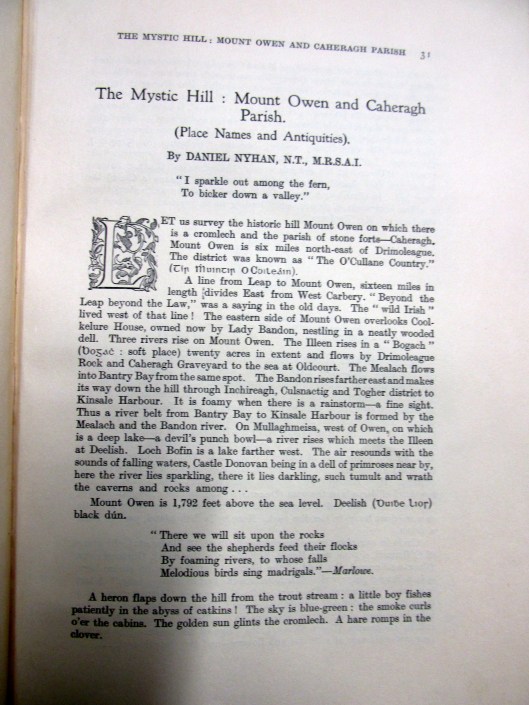 THE MYSTIC HILL : MOUNT OWEN AND CAHERAGH PARISH 31
The Mystic Hill : Mount Owen and Caheragh
Parish.
(Place Names and Antiquities).
By DANIEL NYHAN, N.T., M.R.S.A.I.
" I sparkle out among the fern,
To bicker down a valley."
LET us survey the historic hill Mount Owen on which there
is a cromlech and the parish of stone forts—Caheragh.
Mount Owen is six miles north-east of Drimoleague.
The district was known as " The O'Cullane Country."
(Tír Muintir O Coileáin).
A line from Leap to Mount Owen, sixteen miles in
length divides East from West Carbery. "Beyond the
Leap beyond the Law," was a saying in the old days. The " wild Irish "
lived west of that line ! The eastern side of Mount Owen overlooks Cool-
kelure House, owned now by Lady Bandon, nestling in a neatly wooded
dell. Three rivers rise on Mount Owen. The Illeen rises in a " Bogach "
(Bogać : soft place) twenty acres in extent and flows by Drimoleague
Rock and Caheragh Graveyard to the sea at Oldcourt. The Mealach flows
into Bantry Bay from the same spot. The Bandon rises farther east and makes
its way down the hill through Inchireagh, Culsnactig and Togher district to
Kinsale Harbour. It is foamy when there is a rainstorm—a fine sight.
Thus a river belt from Bantry Bay to Kinsale Harbour is formed by the
Mealach and the Bandon river. On Mullaghmeisa, west of Owen, on which
is a deep lake—a devil's punch bowl—a river rises which meets the Illeen
at Deelish. Loch Bofin is a lake farther west. The air resounds with the
sounds of falling waters, Castle Donovan being in a dell of primroses near by,
here the river lies sparkling, there it lies darkling, such tumult and wrath
the caverns and rocks among . . .
Mount Owen is 1,792 feet above the sea level. Deelish (Duibe Lior)
black dún.
" There we will sit upon the rocks
And see the shepherds feed their flocks
By foaming rivers, to whose falls
Melodious birds sing madrigals."—Marlowe.
A heron flaps down the hill from the trout stream : a little boy fishes
patiently in the abyss of catkins ! The sky is blue-green : the smoke curls
o'er the cabins. The golden sun glints the cromlech. A hare romps in the
clover.